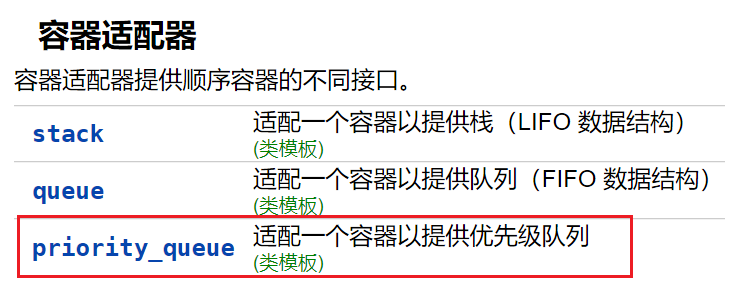 容器适配器
容器适配器提供顺序容器的不同接口。
stack 适配一个容器以提供栈（LIFO 数据结构）
(类模板)
queue 适配一个容器以提供队列（FIFO 数据结构）
(类模板)
priority_queue 适配一个容器以提供优先级队列
(类模板)